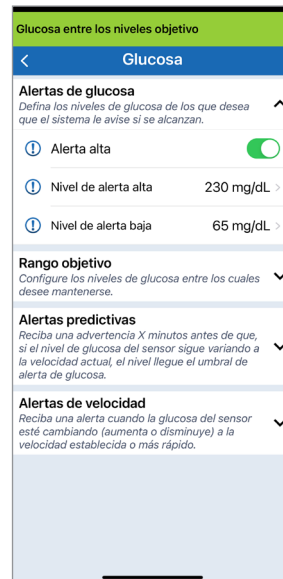 Glucosa entre los niveles objetivo
Glucosa
Alertas de glucosa
Defina los niveles de glucosa de los que desea
que el sistema le avise si se alcanzan.
Alerta alta
Nivel de alerta alta 230 mg/dL
Nivel de alerta baja 65 mg/dL
Rango objetivo
Configure los niveles de glucosa entre los cuales
desee mantenerse.
Alertas predictivas
Reciba una advertencia X minutos antes de que,
si el nivel de glucosa del sensor sigue variando a
la velocidad actual, el nivel llegue el umbral de
alerta de glucosa.
Alertas de velocidad
Reciba una alerta cuando la glucosa del sensor
esté cambiando (aumenta o disminuye) a la
velocidad establecida o más rápido.